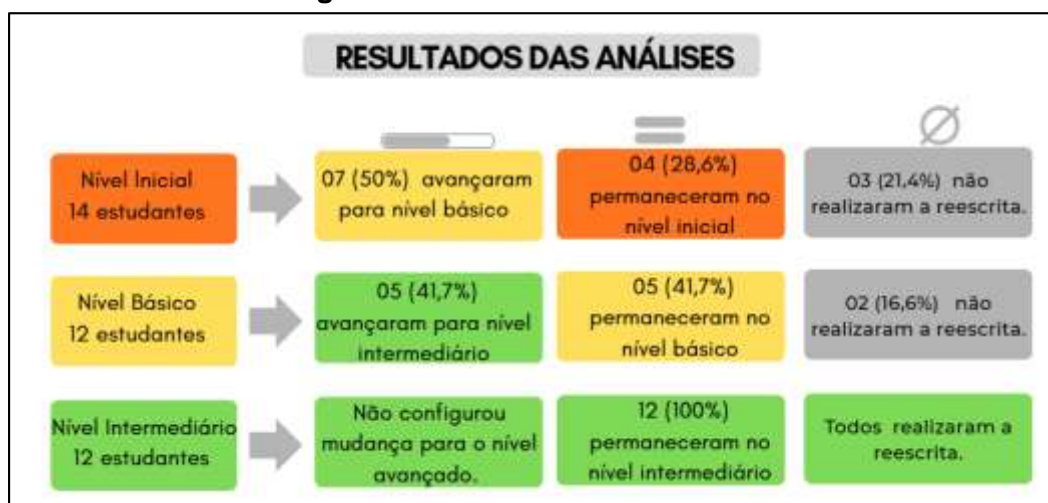 RESULTADOS DAS ANÁLISES
Nível Inicial
14 estudantes
07 (50%) avançaram
para nível básico
04 (28,6%)
permaneceram no
nível inicial
03 (21,4%) não
realizaram a reescrita.
Nível Básico
12 estudantes
05 (41,7%)
avançaram para nível
intermediário
05 (41,7%)
permaneceram no
nível básico
02 (16,6%) não
realizaram a reescrita.
Nível Intermediário
12 estudantes
Não configurou
mudança para o nível
avançado.
12 (100%)
permaneceram no
nível intermediário
Todos realizaram a
reescrita.